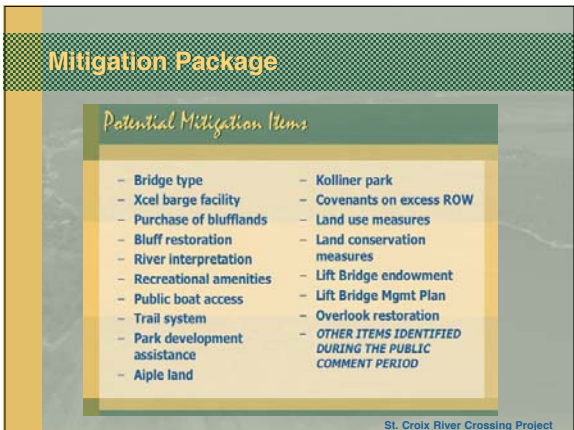 Mitigation Package
Potential Mitigation Items
– Bridge type
– Xcel barge facility
– Purchase of blufflands
– Bluff restoration
– River interpretation
– Recreational amenities
– Public boat access
– Trail system
– Park development
assistance
– Aiple land
– Kolliner park
– Covenants on excess ROW
– Land use measures
– Land conservation
measures
– Lift Bridge endowment
– Lift Bridge Mgmt Plan
– Overlook restoration
– OTHER ITEMS IDENTIFIED
DURING THE PUBLIC
COMMENT PERIOD
St. Croix River Crossing Project